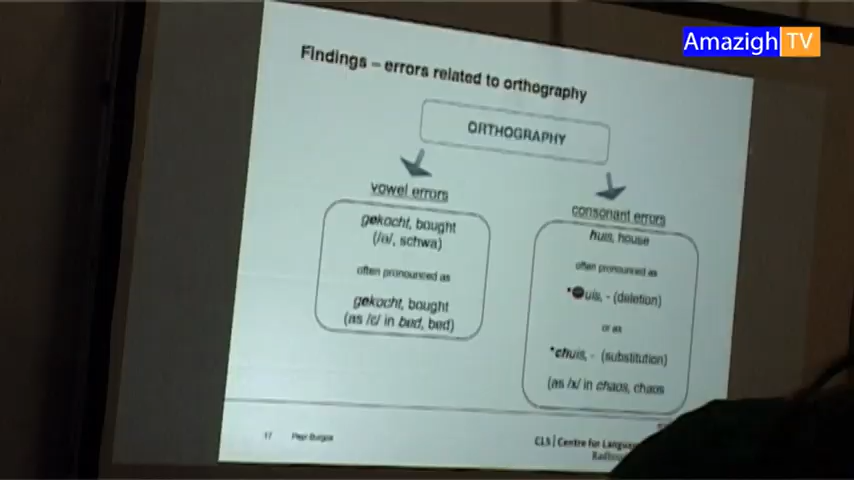 Amazigh TV
Findings – errors related to orthography
ORTHOGRAPHY
vowel errors
gekocht, bought
(/ə/, schwa)
often pronounced as
gekocht, bought
(as /ɛ/ in bed, bed)
consonant errors
huis, house
often pronounced as
uis, - (deletion)
or as
*chuis, - (substitution)
(as /x/ in chaos, chaos
17
Pepi Burgos
CLS | Centre for